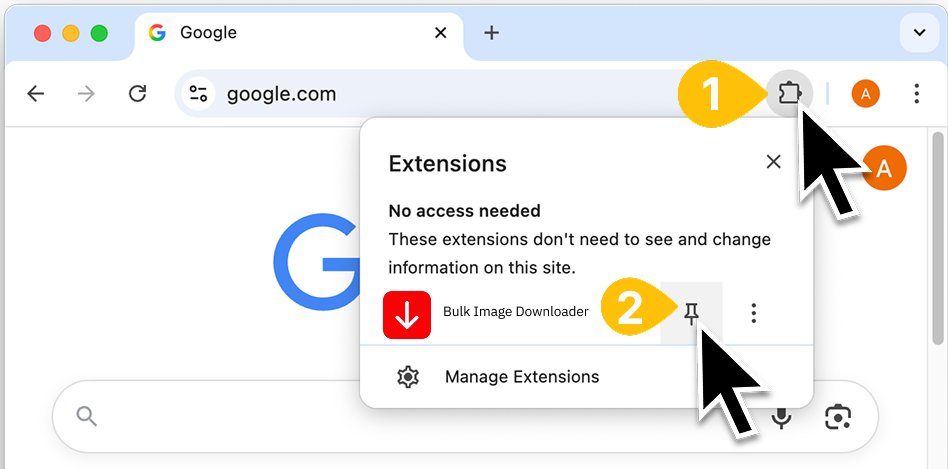 Google
google.com
1
A
Extensions
A
No access needed
These extensions don't need to see and change
information on this site.
G
Bulk Image Downloader
2
Manage Extensions